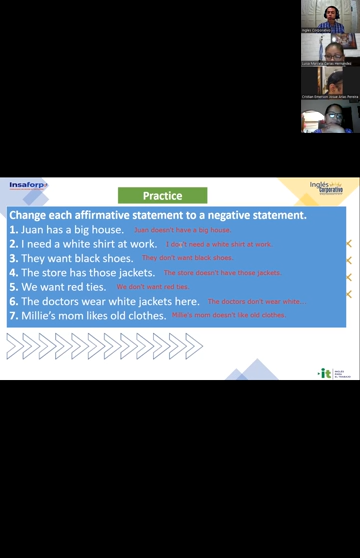 Inglés Corporativo
Insaforp
Practice
Inglés
Corporativo
Change each affirmative statement to a negative statement.
1. Juan has a big house. Juan doesn't have a big house.
2. I need a white shirt at work. I don't need a white shirt at work.
3. They want black shoes. They don't want black shoes.
4. The store has those jackets. The store doesn't have those jackets.
5. We want red ties. We don't want red ties.
6. The doctors wear white jackets here. The doctors don't wear white...
7. Millie's mom likes old clothes. Millie's mom doesn't like old clothes.
it